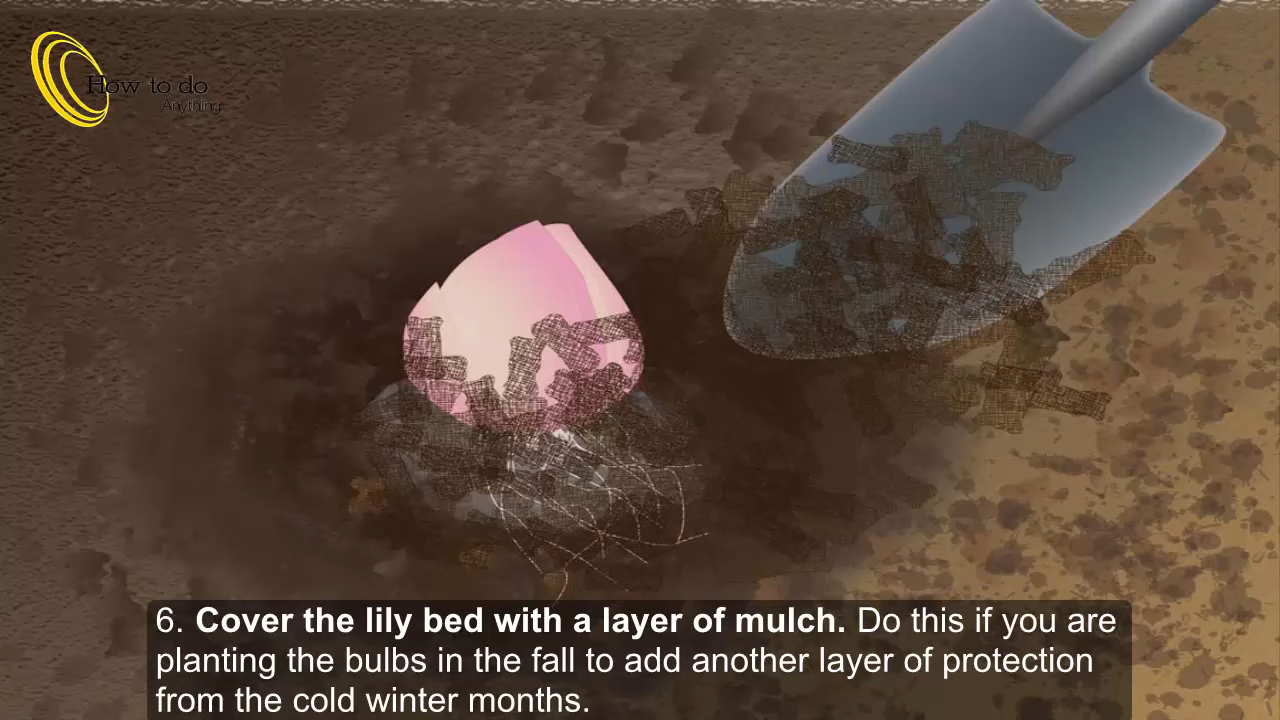 How to do
Anything
6. Cover the lily bed with a layer of mulch. Do this if you are
planting the bulbs in the fall to add another layer of protection
from the cold winter months.